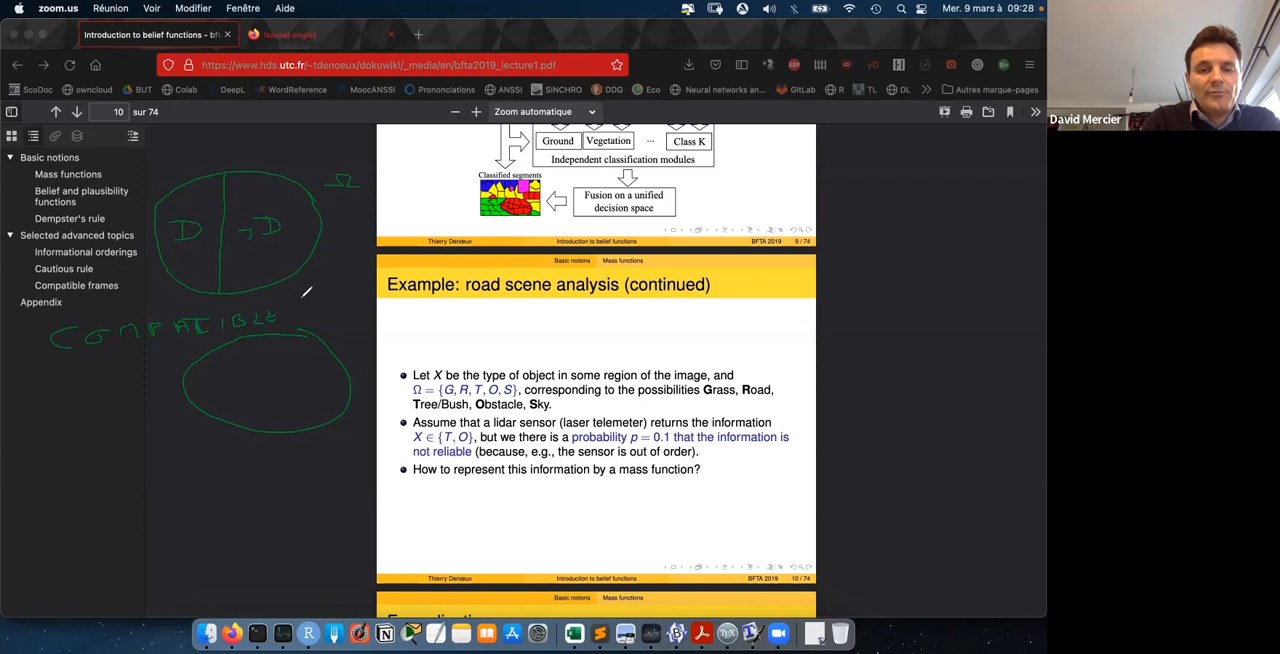 zoom.us Réunion Voir Modifier Fenêtre Aide Mer. 9 mars à 09:28
Introduction to belief functions - bft
Nouvel onglet
https://www.hds.utc.fr/~tdenoeux/dokuwiki/_media/en/bfta2019_lecture1.pdf
ScoDoc owncloud BUT Colab DeepL WordReference MoocANSSI Prononciations ANSSI SINCHRO DDG Eco Neural networks an... GitLab R TL DL Autres marque-pages
10 sur 74 Zoom automatique
Basic notions
Mass functions
Belief and plausibility
functions
Dempster's rule
Selected advanced topics
Informational orderings
Cautious rule
Compatible frames
Appendix
Ω
D ¬D
COMPATIBLE
Ground Vegetation ... Class K
Independent classification modules
Classified segments
Fusion on a unified
decision space
Thierry Denœux Introduction to belief functions BFTA 2019 9 / 74
Basic notions Mass functions
Example: road scene analysis (continued)
Let X be the type of object in some region of the image, and
Ω = {G, R, T, O, S}, corresponding to the possibilities Grass, Road,
Tree/Bush, Obstacle, Sky.
Assume that a lidar sensor (laser telemeter) returns the information
X ∈ {T, O}, but we there is a probability p = 0.1 that the information is
not reliable (because, e.g., the sensor is out of order).
How to represent this information by a mass function?
Thierry Denœux Introduction to belief functions BFTA 2019 10 / 74
Basic notions Mass functions
David Mercier